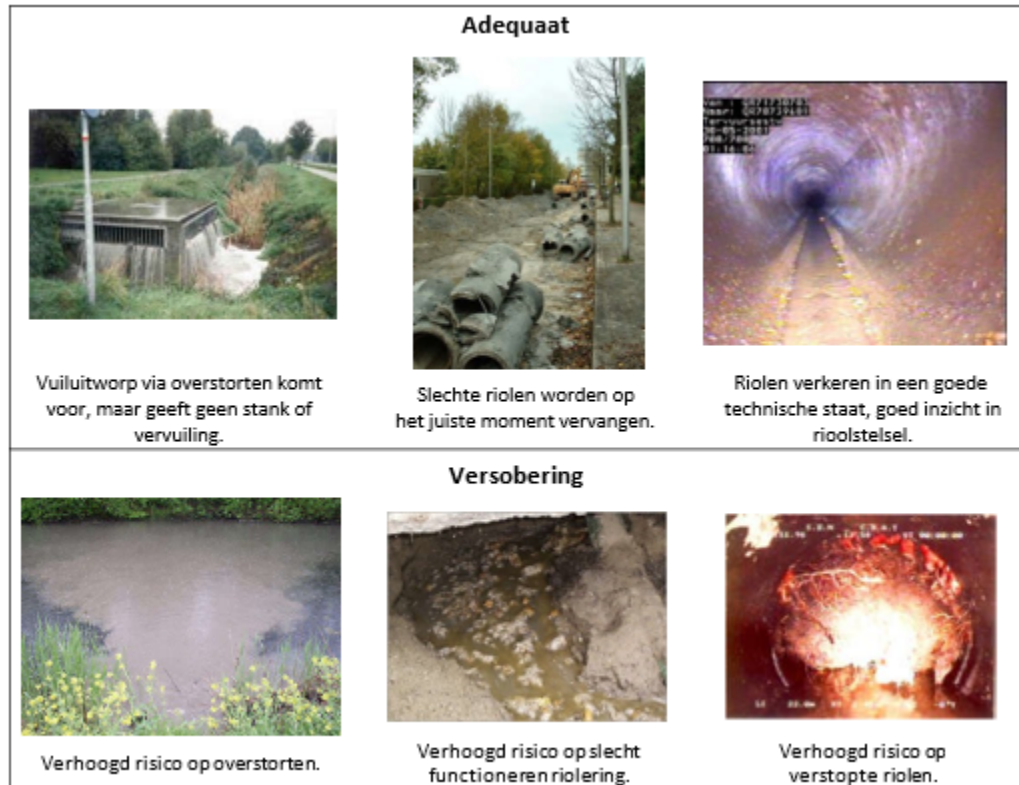 Adequaat
Vuiluitworp via overstorten komt
voor, maar geeft geen stank of
vervuiling.
Slechte riolen worden op
het juiste moment vervangen.
Riolen verkeren in een goede
technische staat, goed inzicht in
rioolstelsel.
Versobering
Verhoogd risico op overstorten.
Verhoogd risico op slecht
functioneren riolering.
Verhoogd risico op
verstopte riolen.